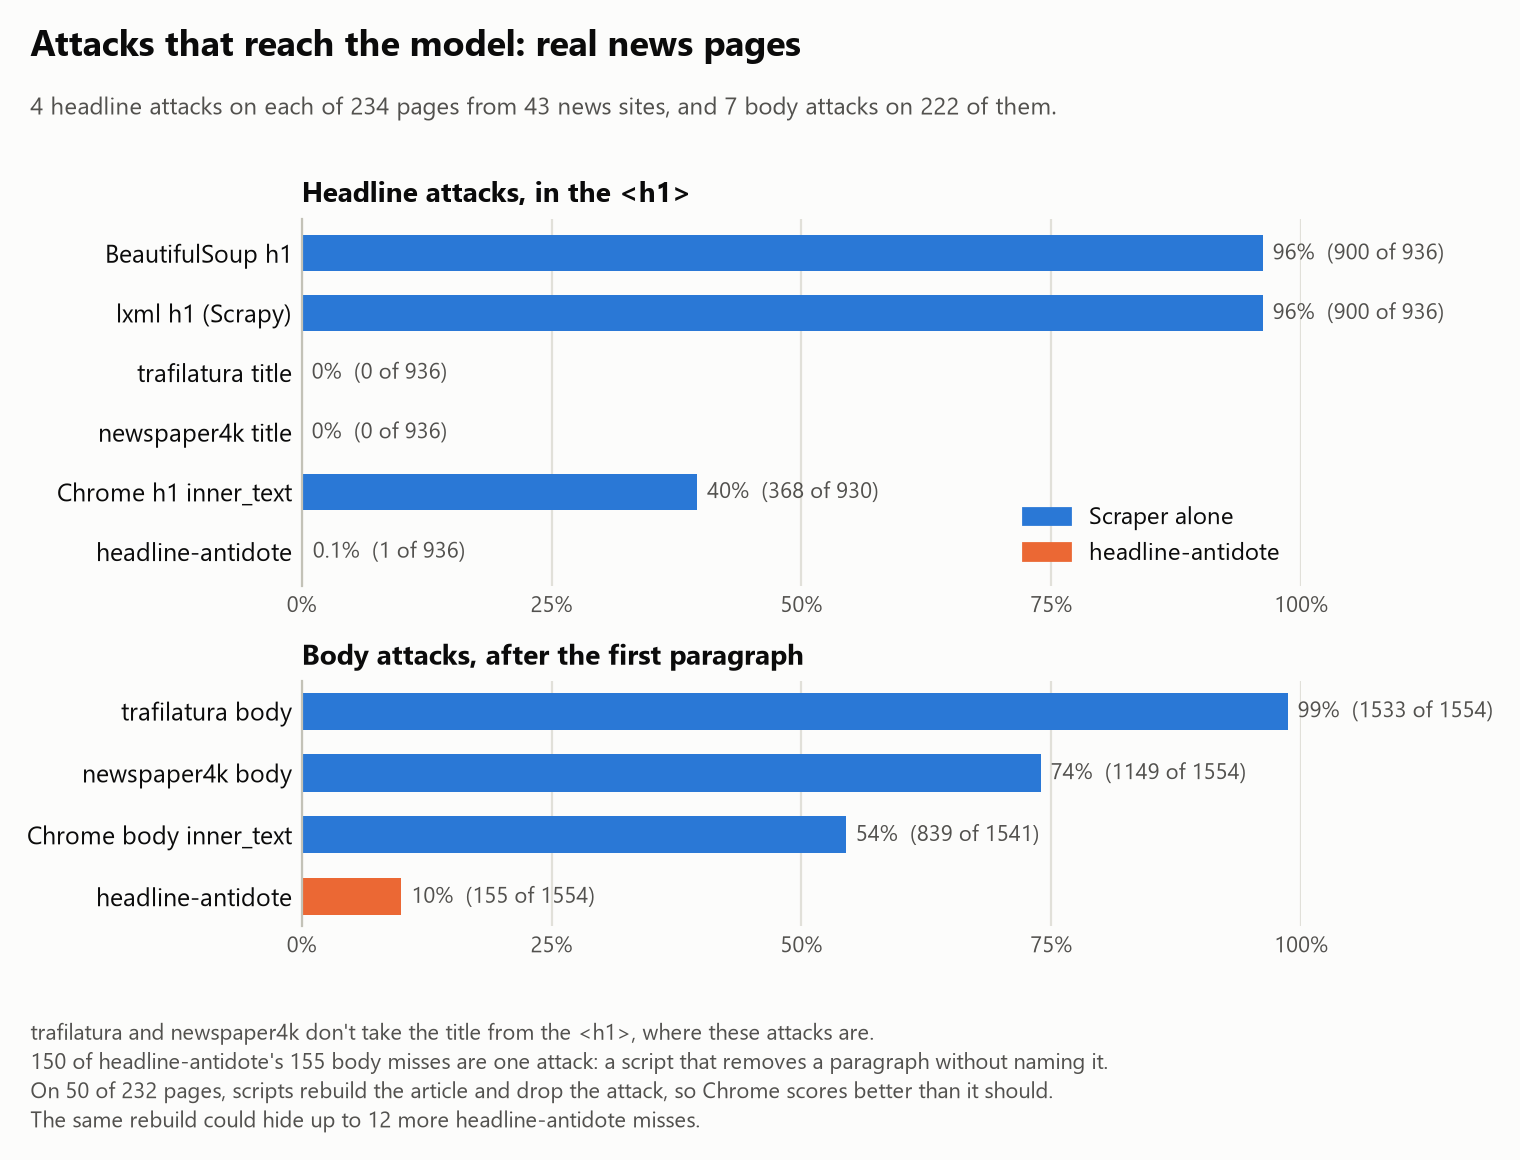 Attacks that reach the model: real news pages
4 headline attacks on each of 234 pages from 43 news sites, and 7 body attacks on 222 of them.
Headline attacks, in the <h1>
BeautifulSoup h1
96%  (900 of 936)
lxml h1 (Scrapy)
96%  (900 of 936)
trafilatura title
0%  (0 of 936)
newspaper4k title
0%  (0 of 936)
Chrome h1 inner_text
40%  (368 of 930)
Scraper alone
headline-antidote
headline-antidote
0.1%  (1 of 936)
0% 25% 50% 75% 100%
Body attacks, after the first paragraph
trafilatura body
99%  (1533 of 1554)
newspaper4k body
74%  (1149 of 1554)
Chrome body inner_text
54%  (839 of 1541)
headline-antidote
10%  (155 of 1554)
0% 25% 50% 75% 100%
trafilatura and newspaper4k don't take the title from the <h1>, where these attacks are.
150 of headline-antidote's 155 body misses are one attack: a script that removes a paragraph without naming it.
On 50 of 232 pages, scripts rebuild the article and drop the attack, so Chrome scores better than it should.
The same rebuild could hide up to 12 more headline-antidote misses.